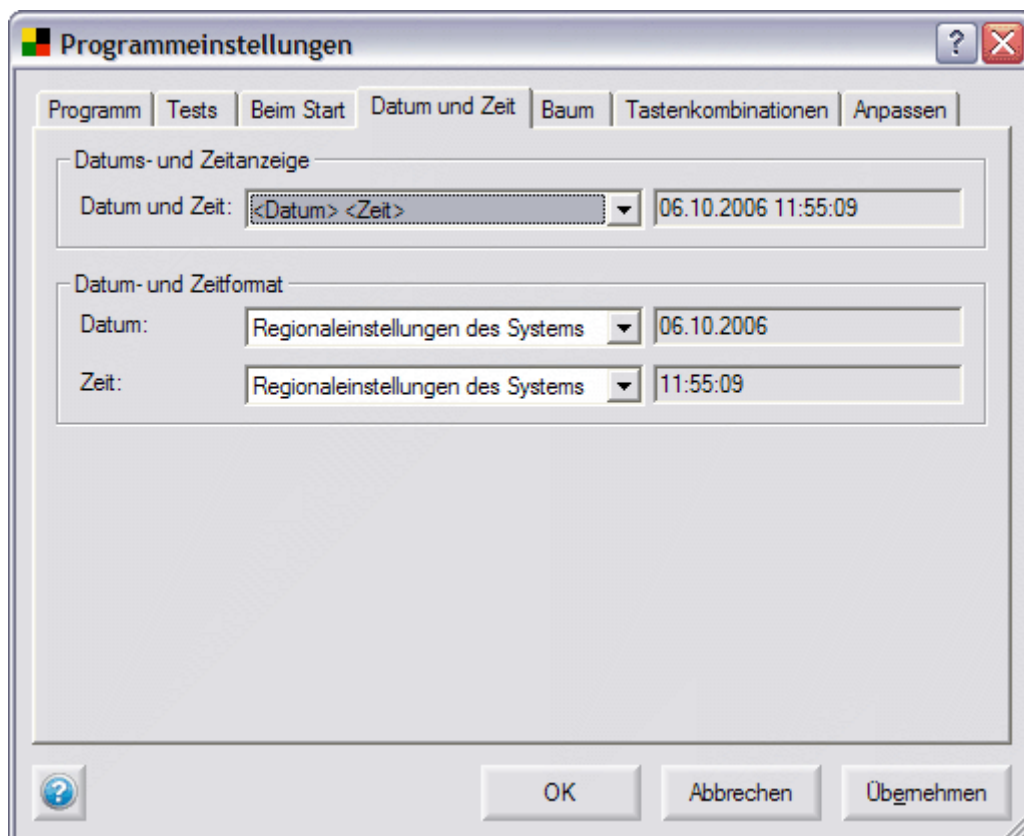 Programmeinstellungen
Programm Tests Beim Start Datum und Zeit Baum Tastenkombinationen Anpassen
Datums- und Zeitanzeige
Datum und Zeit: <Datum> <Zeit> 06.10.2006 11:55:09
Datum- und Zeitformat
Datum: Regionaleinstellungen des Systems 06.10.2006
Zeit: Regionaleinstellungen des Systems 11:55:09
OK Abbrechen Übernehmen